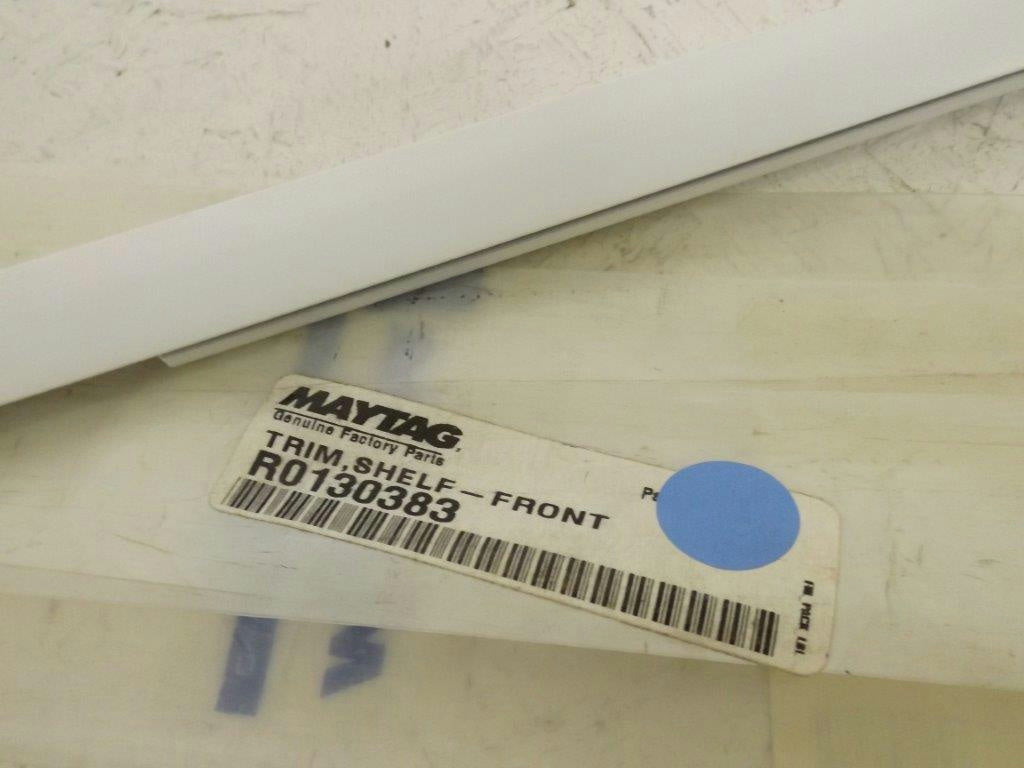 MAYTAG
Genuine Factory Parts
TRIM, SHELF-FRONT
R0130383